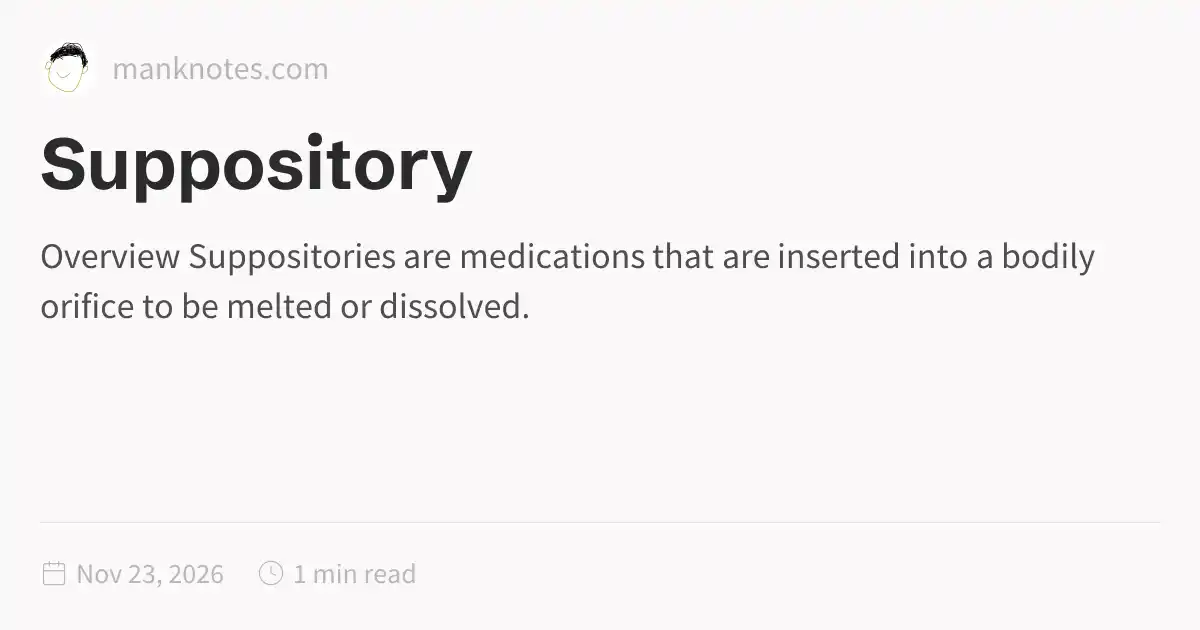 manknotes.com
Suppository
Overview Suppositories are medications that are inserted into a bodily
orifice to be melted or dissolved.
Nov 23, 2026 1 min read